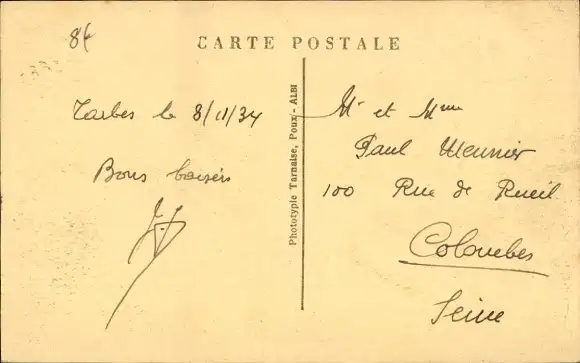 8f
CARTE POSTALE
Tarbes le 8/11/34
Bons baisers
Phototypie Tarnaise, Poux - ALBI
Mr et Mme
Paul Meunier
100 Rue de Rueil
Colombes
Seine